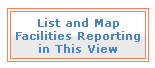 List and Map
Facilities Reporting
in This View